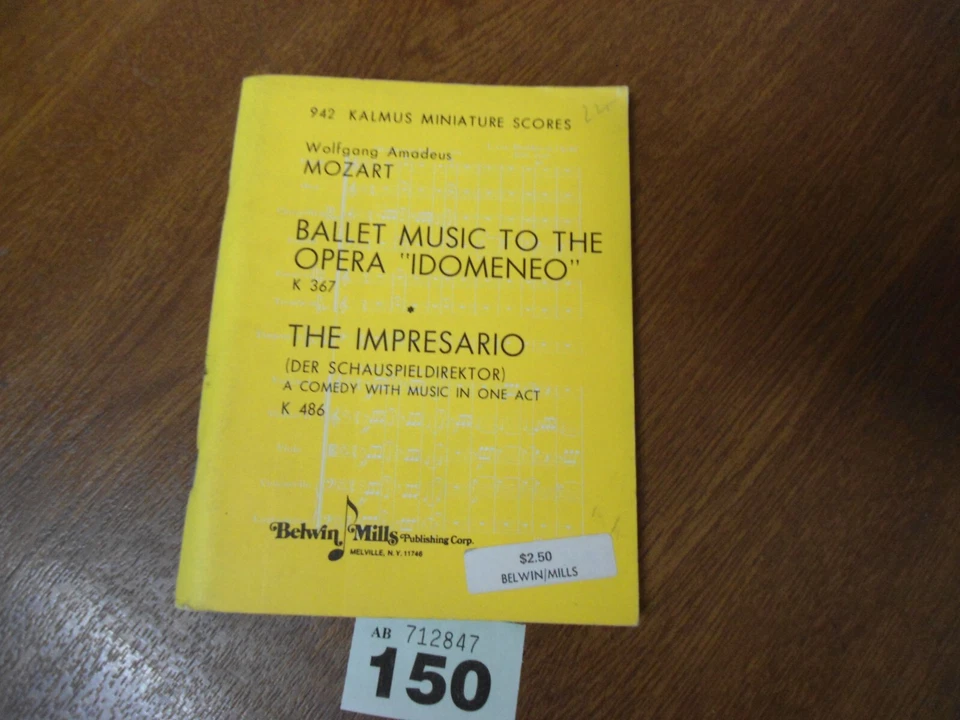 942 KALMUS MINIATURE SCORES
Wolfgang Amadeus
MOZART
BALLET MUSIC TO THE
OPERA "IDOMENEO"
K 367
THE IMPRESARIO
(DER SCHAUSPIELDIREKTOR)
A COMEDY WITH MUSIC IN ONE ACT
K 486
Belwin Mills Publishing Corp.
MELVILLE, N.Y. 11746
$2.50
BELWIN/MILLS
AB 712847
150